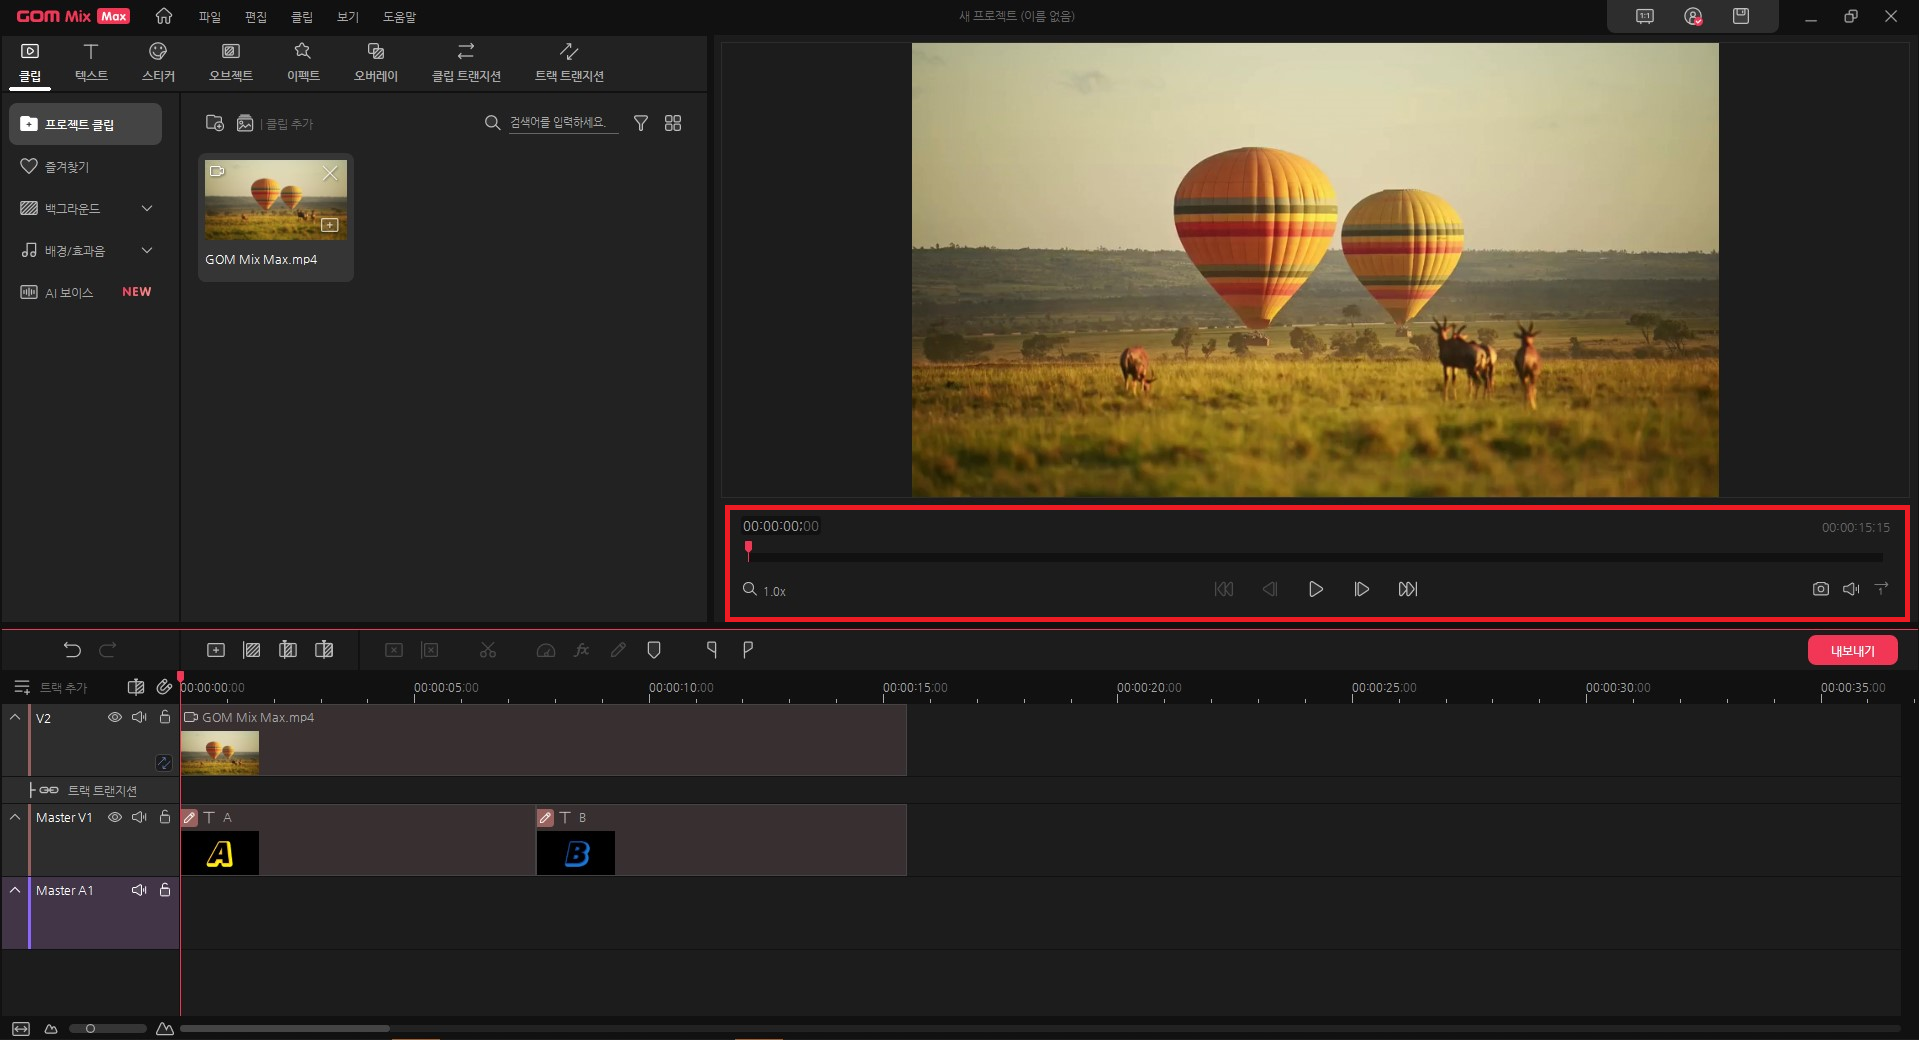 GOM Mix Max 파일 편집 클립 보기 도움말 새 프로젝트 (이름 없음) 1:1
클립 텍스트 스티커 오브젝트 이펙트 오버레이 클립 트랜지션 트랙 트랜지션
프로젝트 클립
즐겨찾기
백그라운드
배경/효과음
AI 보이스 NEW
| 클립 추가 검색어를 입력하세요.
GOM Mix Max.mp4
00:00:00;00 00:00:15;15
1.0x 1
fx 내보내기
트랙 추가 00:00:00;00 00:00:05;00 00:00:10;00 00:00:15;00 00:00:20;00 00:00:25;00 00:00:30;00 00:00:35;00
V2 GOM Mix Max.mp4
트랙 트랜지션
Master V1 T A T B
A B
Master A1